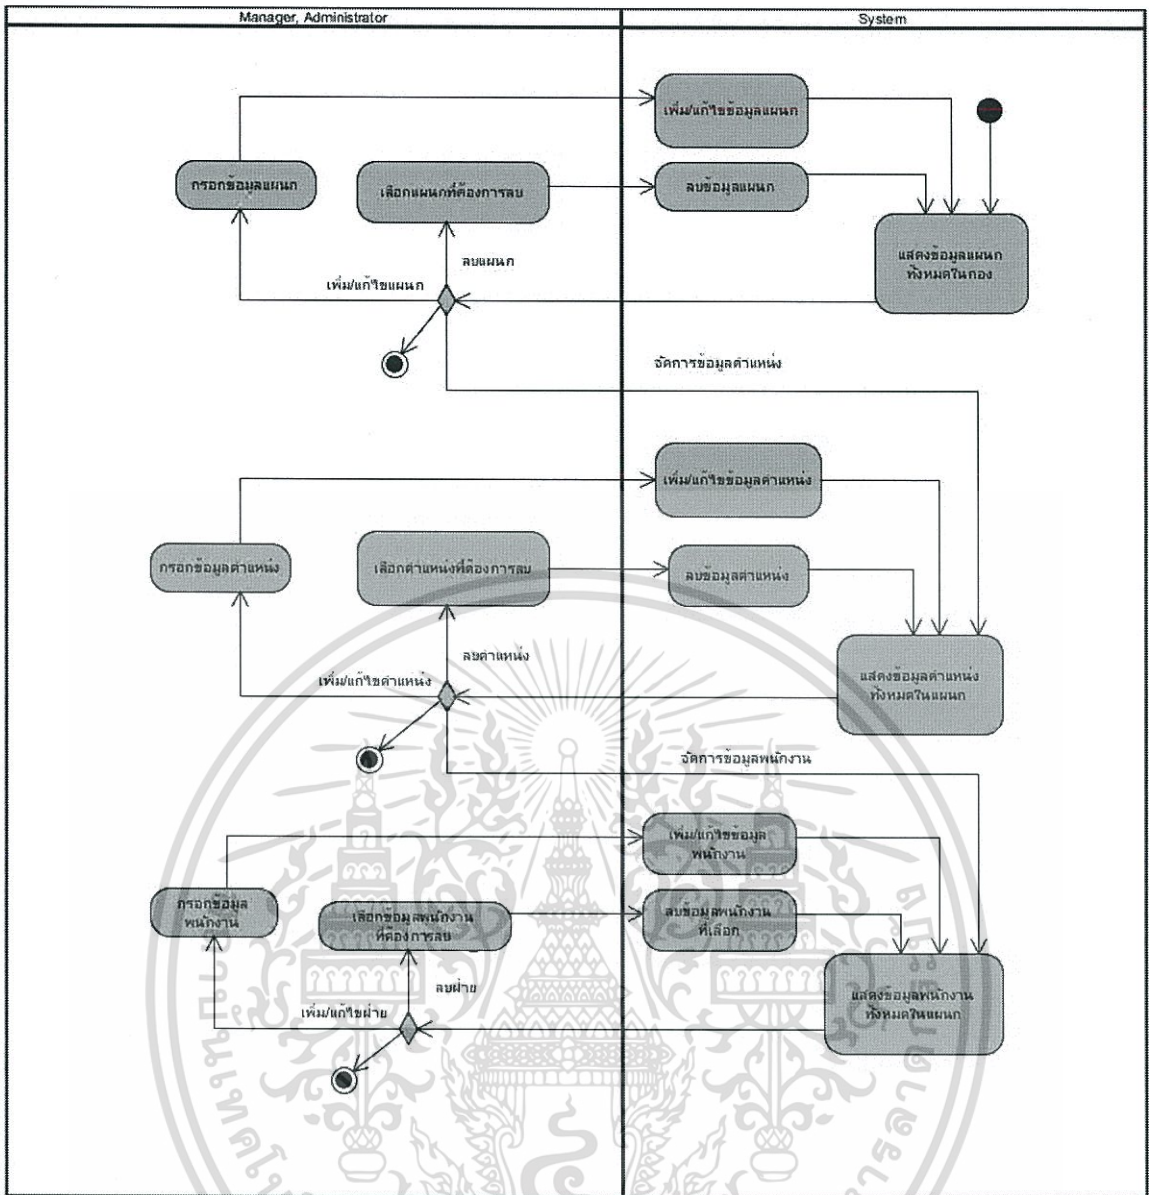 Manager, Administrator
System
เพิ่ม/แก้ไขข้อมูลแผนก
กรอกข้อมูลแผนก
เลือกแผนกที่ต้องการลบ
ลบข้อมูลแผนก
แสดงข้อมูลแผนก
ทั้งหมดในกอง
ลบแผนก
เพิ่ม/แก้ไขแผนก
จัดการข้อมูลตำแหน่ง
เพิ่ม/แก้ไขข้อมูลตำแหน่ง
กรอกข้อมูลตำแหน่ง
เลือกตำแหน่งที่ต้องการลบ
ลบข้อมูลตำแหน่ง
ลบตำแหน่ง
เพิ่ม/แก้ไขตำแหน่ง
แสดงข้อมูลตำแหน่ง
ทั้งหมดในแผนก
จัดการข้อมูลพนักงาน
เพิ่ม/แก้ไขข้อมูล
พนักงาน
กรอกข้อมูล
พนักงาน
เลือกข้อมูลพนักงาน
ที่ต้องการลบ
ลบข้อมูลพนักงาน
ที่เลือก
ลบฝ่าย
เพิ่ม/แก้ไขฝ่าย
แสดงข้อมูลพนักงาน
ทั้งหมดในแผนก